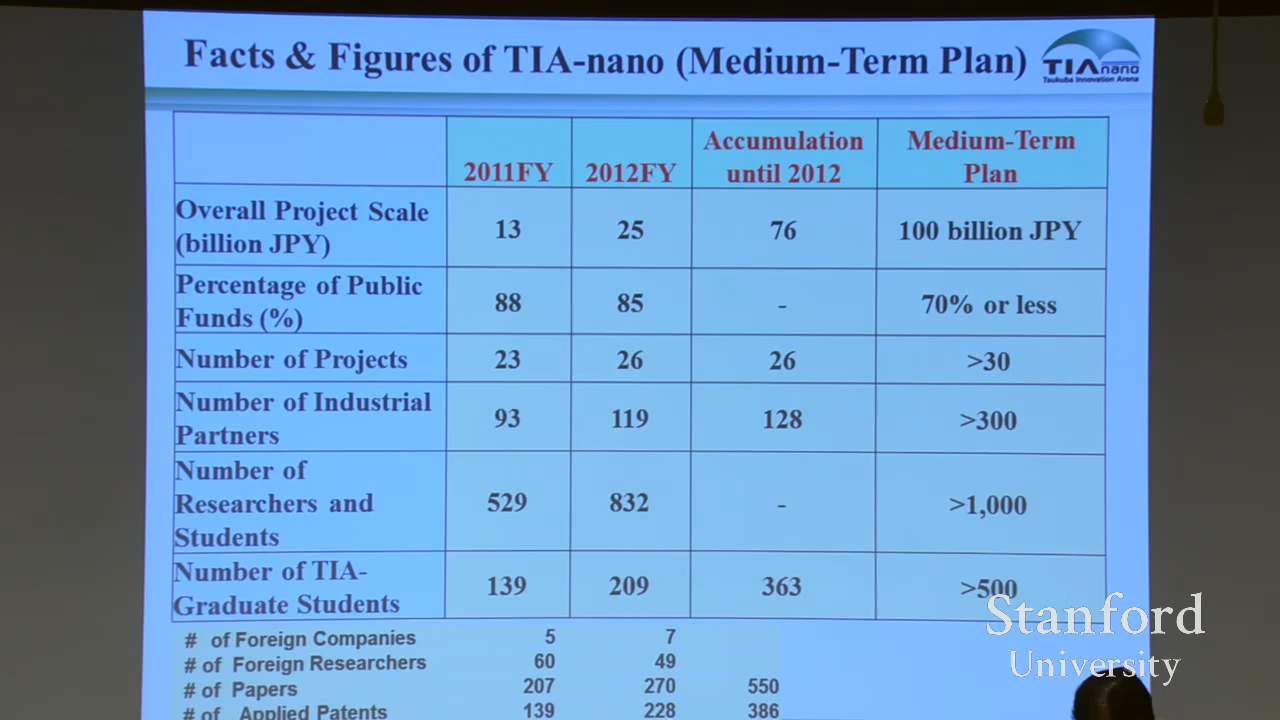 Facts & Figures of TIA-nano (Medium-Term Plan)
TIA nano
Tsukuba Innovation Arena
2011FY 2012FY Accumulation until 2012 Medium-Term Plan
Overall Project Scale (billion JPY) 13 25 76 100 billion JPY
Percentage of Public Funds (%) 88 85 - 70% or less
Number of Projects 23 26 26 >30
Number of Industrial Partners 93 119 128 >300
Number of Researchers and Students 529 832 - >1,000
Number of TIA-Graduate Students 139 209 363 >500
# of Foreign Companies 5 7
# of Foreign Researchers 60 49
# of Papers 207 270 550
# of Applied Patents 139 228 386
Stanford
University